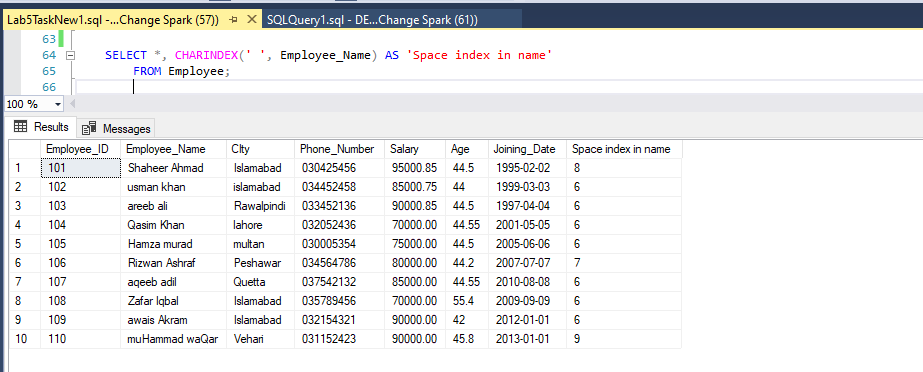 Lab5TaskNew1.sql -...Change Spark (57)) SQLQuery1.sql - DE...Change Spark (61))
63
64 SELECT *, CHARINDEX(' ', Employee_Name) AS 'Space index in name'
65 FROM Employee;
66
100 %
Results Messages
Employee_ID Employee_Name CIty Phone_Number Salary Age Joining_Date Space index in name
1 101 Shaheer Ahmad Islamabad 030425456 95000.85 44.5 1995-02-02 8
2 102 usman khan islamabad 034452458 85000.75 44 1999-03-03 6
3 103 areeb ali Rawalpindi 033452136 90000.85 44.5 1997-04-04 6
4 104 Qasim Khan lahore 032052436 70000.00 44.55 2001-05-05 6
5 105 Hamza murad multan 030005354 75000.00 44.5 2005-06-06 6
6 106 Rizwan Ashraf Peshawar 034564786 80000.00 44.2 2007-07-07 7
7 107 aqeeb adil Quetta 037542132 85000.00 44.55 2010-08-08 6
8 108 Zafar Iqbal Islamabad 035789456 70000.00 55.4 2009-09-09 6
9 109 awais Akram Islamabad 032154321 90000.00 42 2012-01-01 6
10 110 muHammad waQar Vehari 031152423 90000.00 45.8 2013-01-01 9